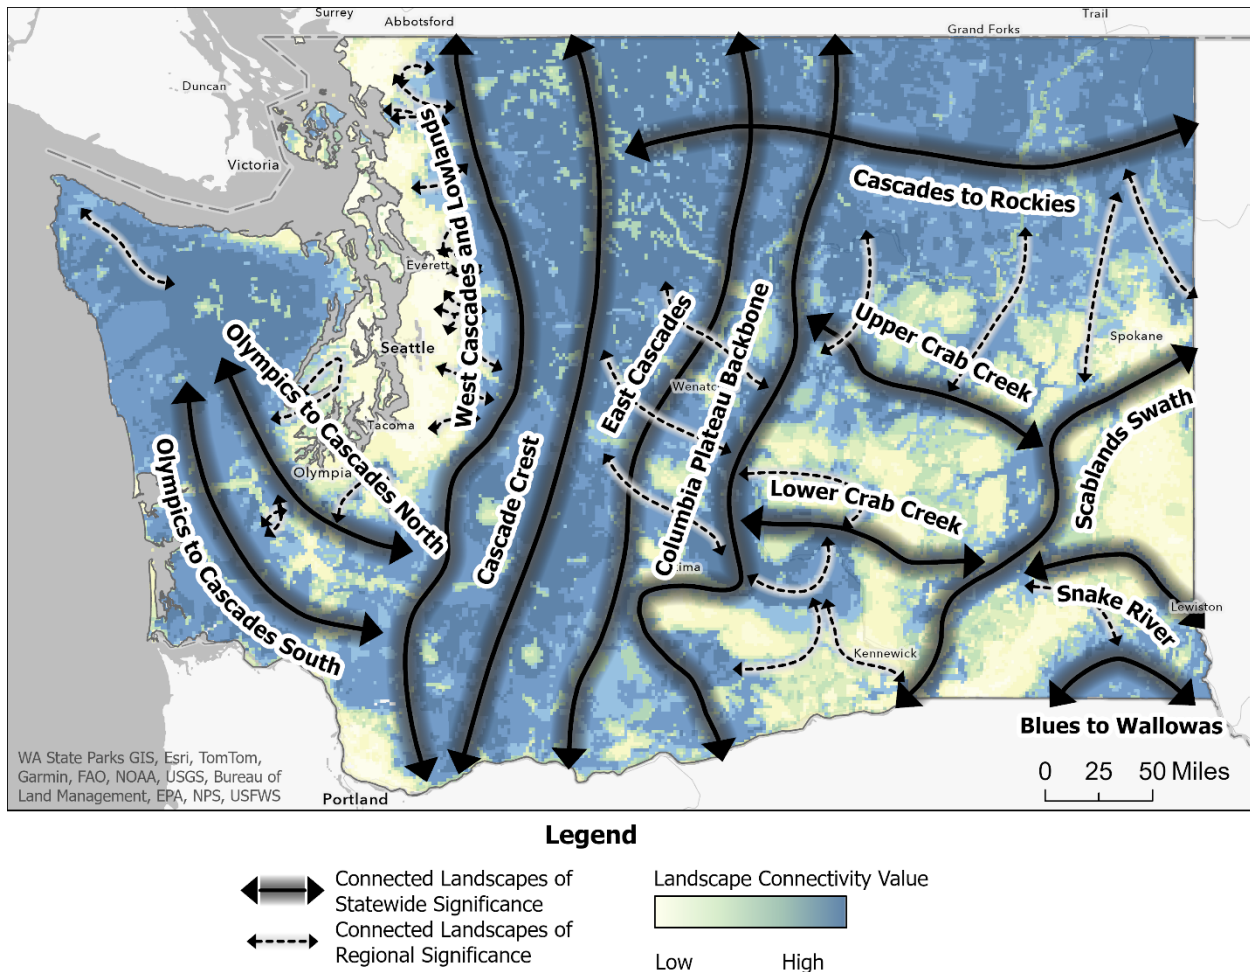 Surrey
Abbotsford
Trail
Grand Forks
Duncan
Victoria
West Cascades and Lowlands
Cascades to Rockies
Everett
Seattle
Olympics to Cascades North
East Cascades
Columbia Plateau Backbone
Wenatc
Upper Crab Creek
Spokane
Tacoma
Olympia
Olympics to Cascades South
Cascade Crest
Lower Crab Creek
Scablands Swath
kima
Snake River
Lewiston
Kennewick
Blues to Wallowas
WA State Parks GIS, Esri, TomTom,
Garmin, FAO, NOAA, USGS, Bureau of
Land Management, EPA, NPS, USFWS
Portland
0 25 50 Miles
Legend
Connected Landscapes of
Statewide Significance
Connected Landscapes of
Regional Significance
Landscape Connectivity Value
Low High